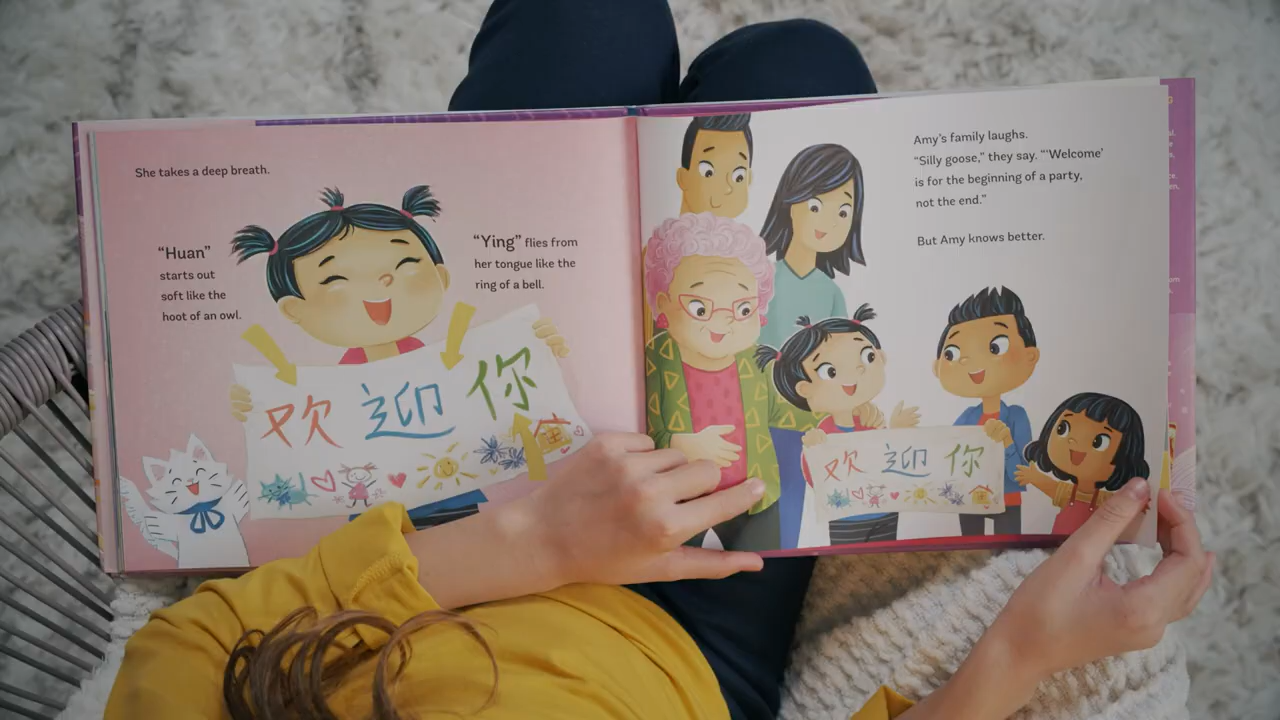 She takes a deep breath.
“Huan”
starts out
soft like the
hoot of an owl.
“Ying” flies from
her tongue like the
ring of a bell.
欢迎你
Amy’s family laughs.
“Silly goose,” they say. “‘Welcome’
is for the beginning of a party,
not the end.”
But Amy knows better.
欢迎你